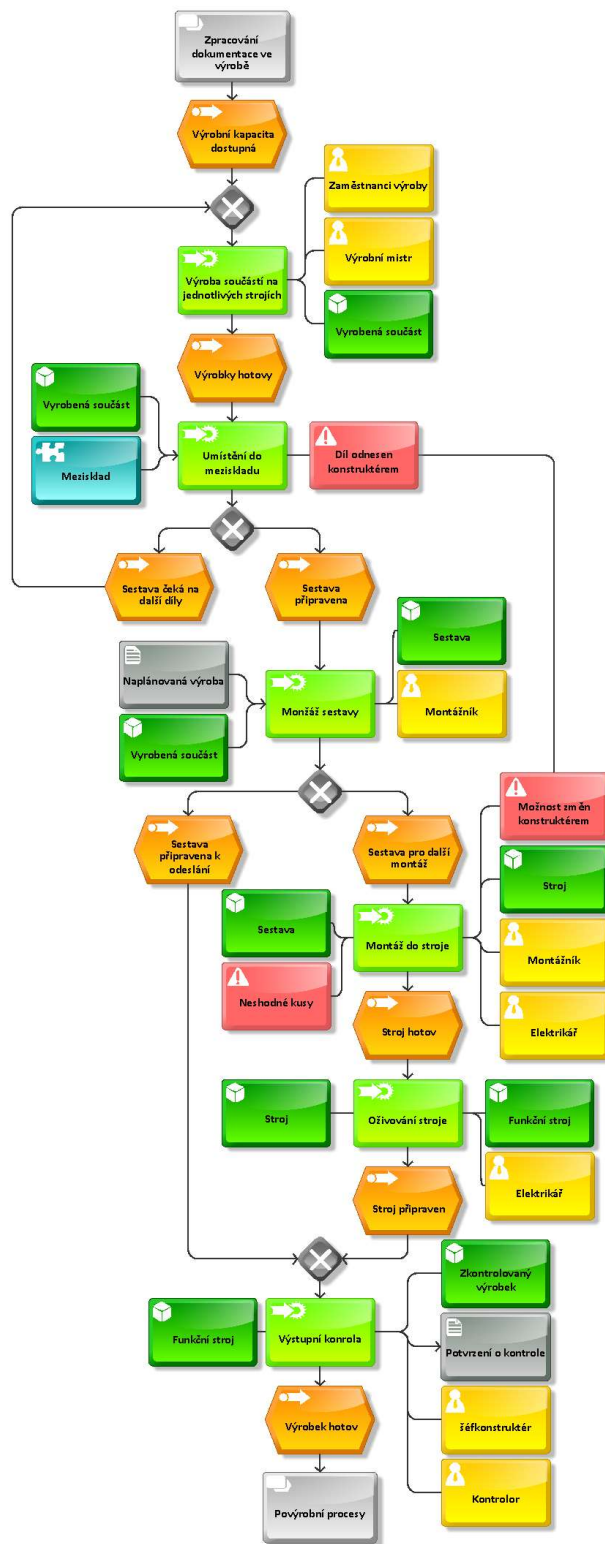 Zpracování
dokumentace ve
výrobě
Výrobní kapacita
dostupná
Zaměstnanci výroby
Výrobní mistr
Výroba součástí na
jednotlivých strojích
Vyrobená součást
Výrobky hotovy
Vyrobená součást
Umístění do
meziskladu
Díl odnesen
konstruktérem
Mezisklad
Sestava čeká na
další díly
Sestava
připravena
Sestava
Naplánovaná výroba
Monžáž sestavy
Montážník
Vyrobená součást
Možnost změn
konstruktérem
Sestava
připravena k
odeslání
Sestava pro další
montáž
Stroj
Sestava
Montáž do stroje
Montážník
Neshodné kusy
Stroj hotov
Elektrikář
Stroj
Oživování stroje
Funkční stroj
Elektrikář
Stroj připraven
Zkontrolovaný
výrobek
Funkční stroj
Výstupní konrola
Potvrzení o kontrole
Výrobek hotov
šéfkonstruktér
Kontrolor
Povýrobní procesy